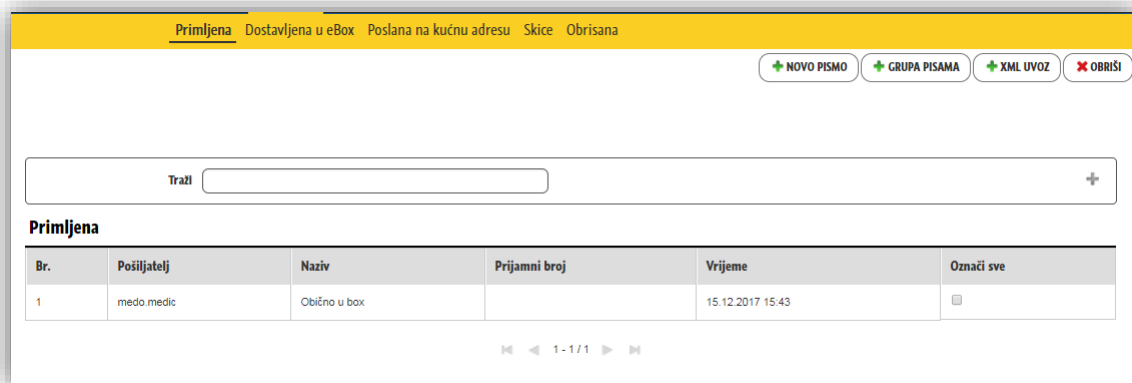 Primljena Dostavljena u eBox Poslana na kućnu adresu Skice Obrisana
NOVO PISMO GRUPA PISAMA XML UVOZ OBRIŠI
Traži
Primljena
Br. Pošiljatelj Naziv Prijamni broj Vrijeme Označi sve
1 medo.medic Obično u box 15.12.2017 15:43
1 - 1 / 1